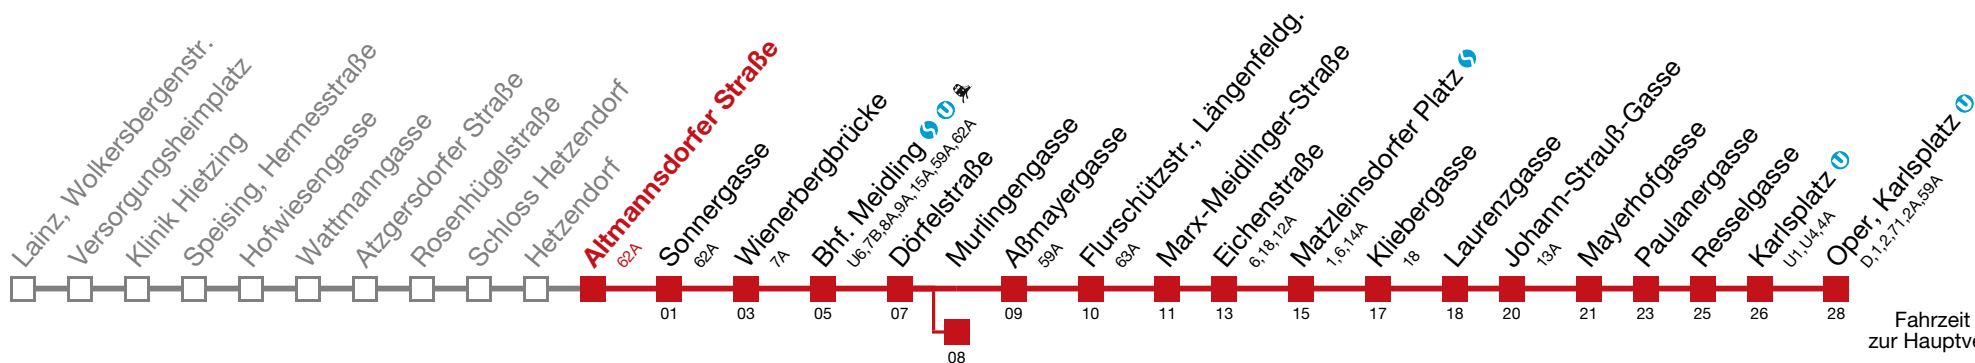 Lainz, Wolkersbergenstr.
Versorgungsheimplatz
Klinik Hietzing
Speising, Hermesstraße
Hofwiesengasse
Wattmanngasse
Atzgersdorfer Straße
Rosenhügelstraße
Schloss Hetzendorf
Hetzendorf
Altmannsdorfer Straße
62A
Sonnergasse
62A
01
Wienerbergbrücke
7A
03
Bhf. Meidling
U6,7B,8A,9A,15A,59A,62A
05
Dörfelstraße
07
Murlingengasse
08
Aßmayergasse
59A
09
Flurschützstr., Längenfeldg.
63A
10
Marx-Meidlinger-Straße
11
Eichenstraße
6,18,12A
13
Matzleinsdorfer Platz
1,6,14A
15
Kliebergasse
18
17
Laurenzgasse
18
Johann-Strauß-Gasse
13A
20
Mayerhofgasse
21
Paulanergasse
23
Resselgasse
25
Karlsplatz
U1,U4,4A
26
Oper, Karlsplatz
D,1,2,71,2A,59A
28
Fahrzeit
zur Hauptve